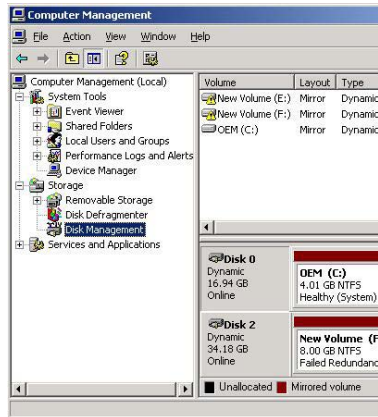 Computer Management
File Action View Window Help
Computer Management (Local)
System Tools
Event Viewer
Shared Folders
Local Users and Groups
Performance Logs and Alerts
Device Manager
Storage
Removable Storage
Disk Defragmenter
Disk Management
Services and Applications
Volume Layout Type
New Volume (E:) Mirror Dynamic
New Volume (F:) Mirror Dynamic
OEM (C:) Mirror Dynamic
Disk 0
Dynamic
16.94 GB
Online
OEM (C:)
4.01 GB NTFS
Healthy (System)
Disk 2
Dynamic
34.18 GB
Online
New Volume (F
8.00 GB NTFS
Failed Redundanc
Unallocated Mirrored volume